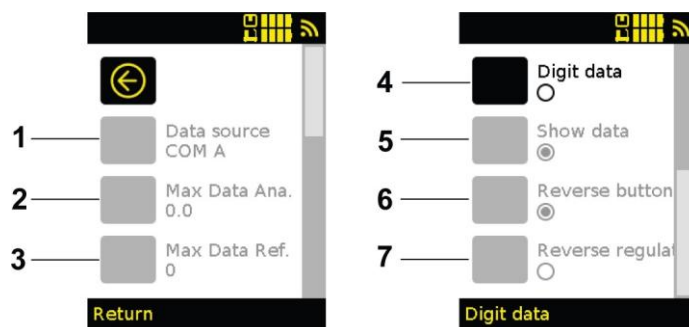 1
Data source
COM A
2
Max Data Ana.
0.0
3
Max Data Ref.
0
Return
4
Digit data
5
Show data
6
Reverse button
7
Reverse regulat
Digit data